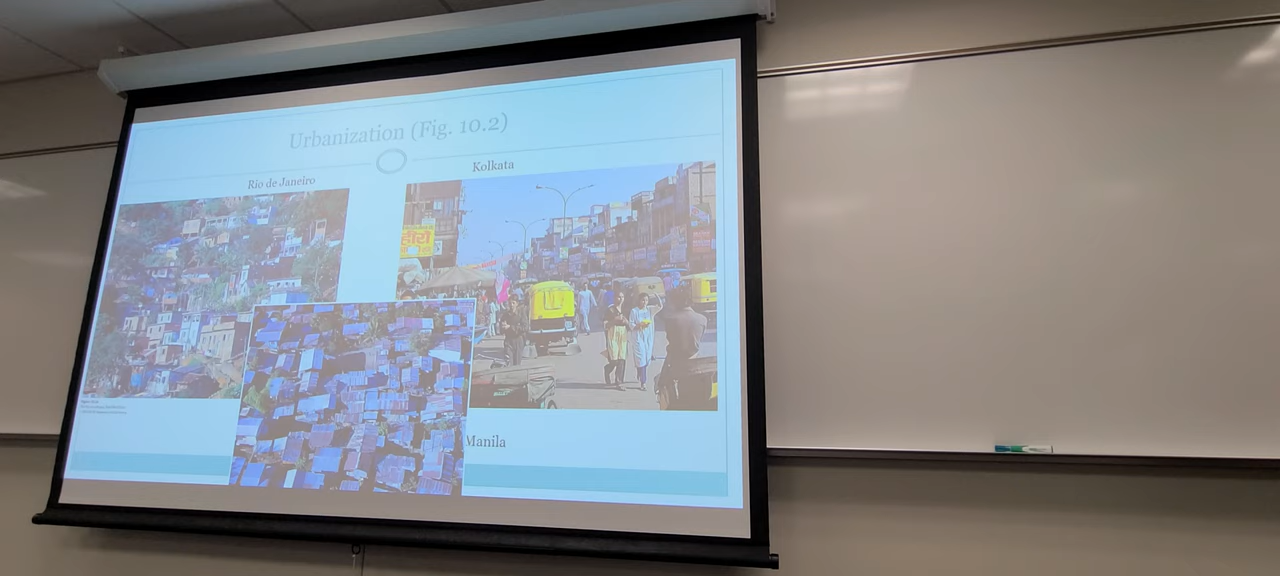 Urbanization (Fig. 10.2)
Rio de Janeiro
Kolkata
हीरो
Manila